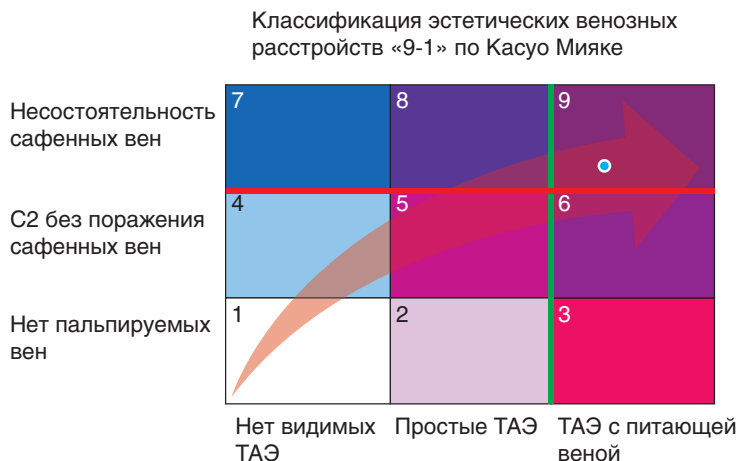 Классификация эстетических венозных
расстройств «9-1» по Касуо Мияке
Несостоятельность
сафенных вен
7
8
9
С2 без поражения
сафенных вен
4
5
6
Нет пальпируемых
вен
1
2
3
Нет видимых
ТАЭ
Простые ТАЭ
ТАЭ с питающей
веной